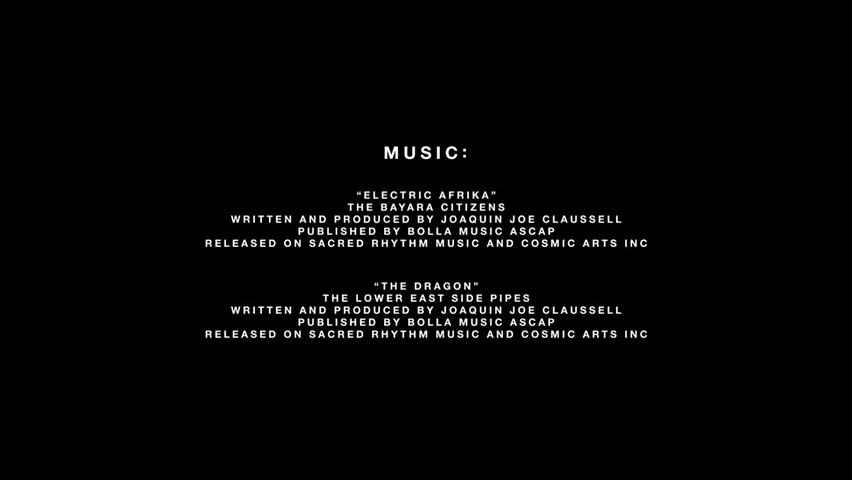 MUSIC:
“ELECTRIC AFRIKA”
THE BAYARA CITIZENS
WRITTEN AND PRODUCED BY JOAQUIN JOE CLAUSSELL
PUBLISHED BY BOLLA MUSIC ASCAP
RELEASED ON SACRED RHYTHM MUSIC AND COSMIC ARTS INC
“THE DRAGON”
THE LOWER EAST SIDE PIPES
WRITTEN AND PRODUCED BY JOAQUIN JOE CLAUSSELL
PUBLISHED BY BOLLA MUSIC ASCAP
RELEASED ON SACRED RHYTHM MUSIC AND COSMIC ARTS INC